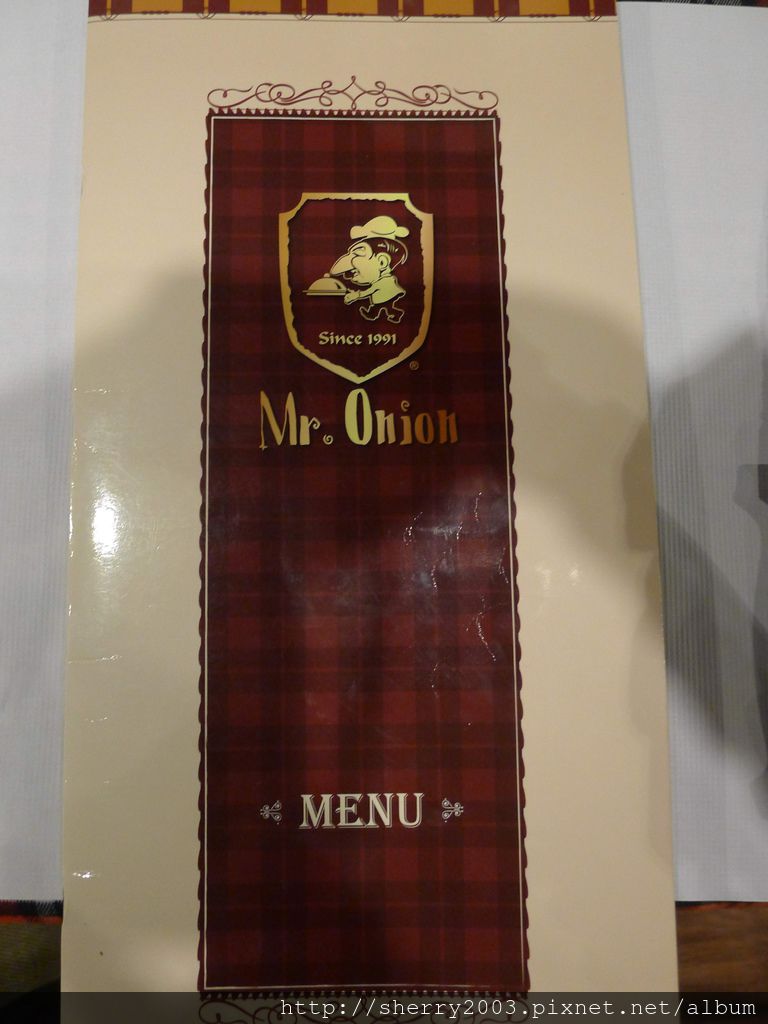 Since 1991
®
Mr. Onion
MENU
http://sherry2003.pixnet.net/album